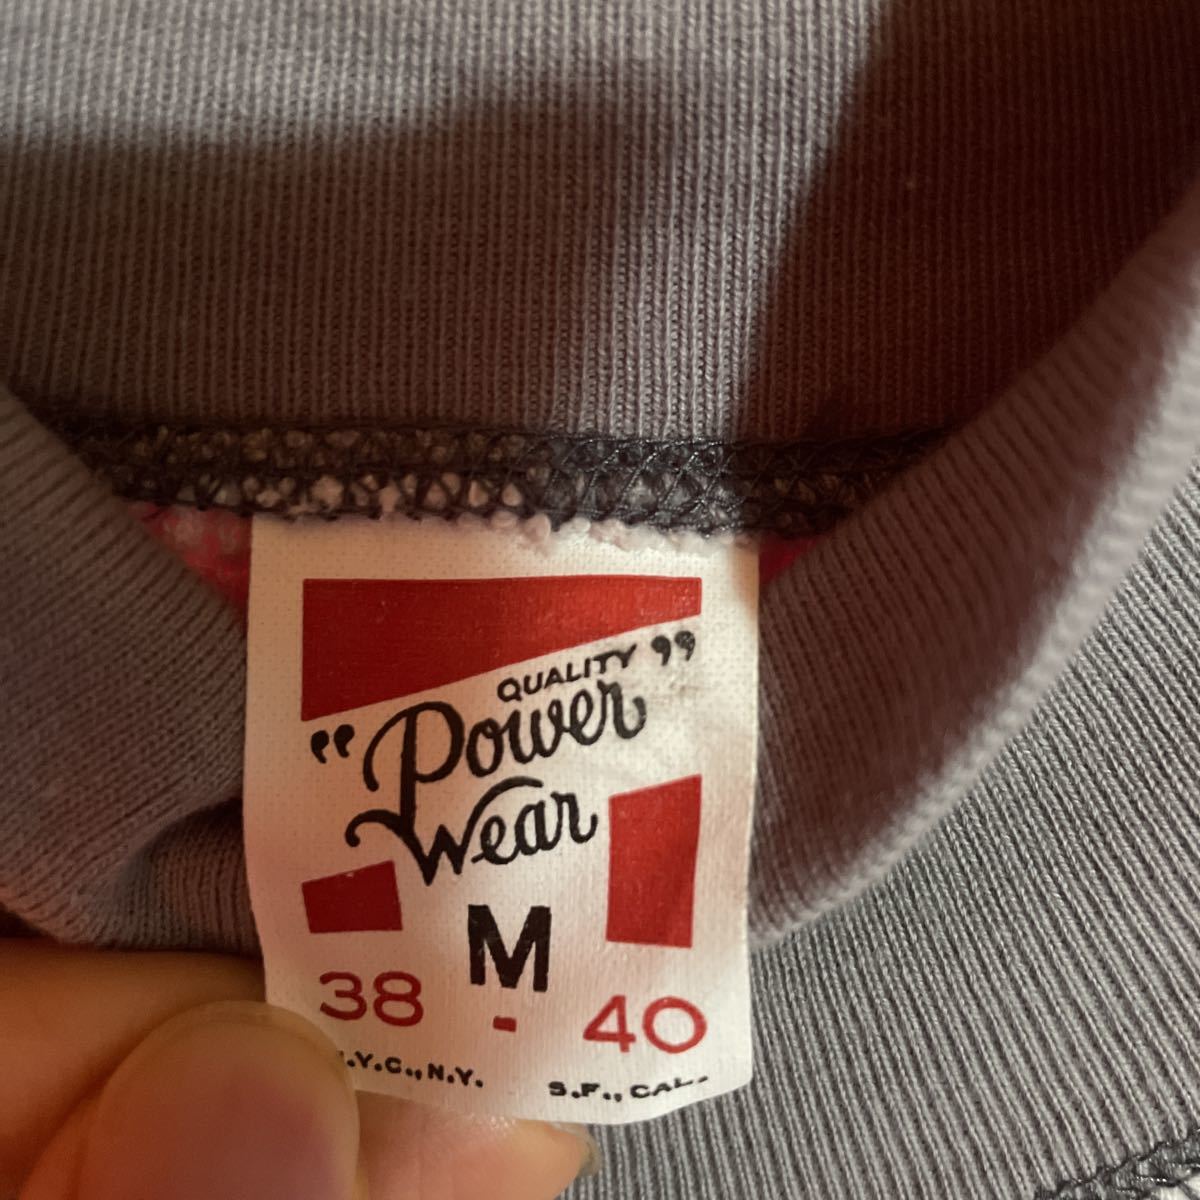 QUALITY
"Power"
Wear
M
38 - 40
.Y.C., N.Y. S.F., CAL.